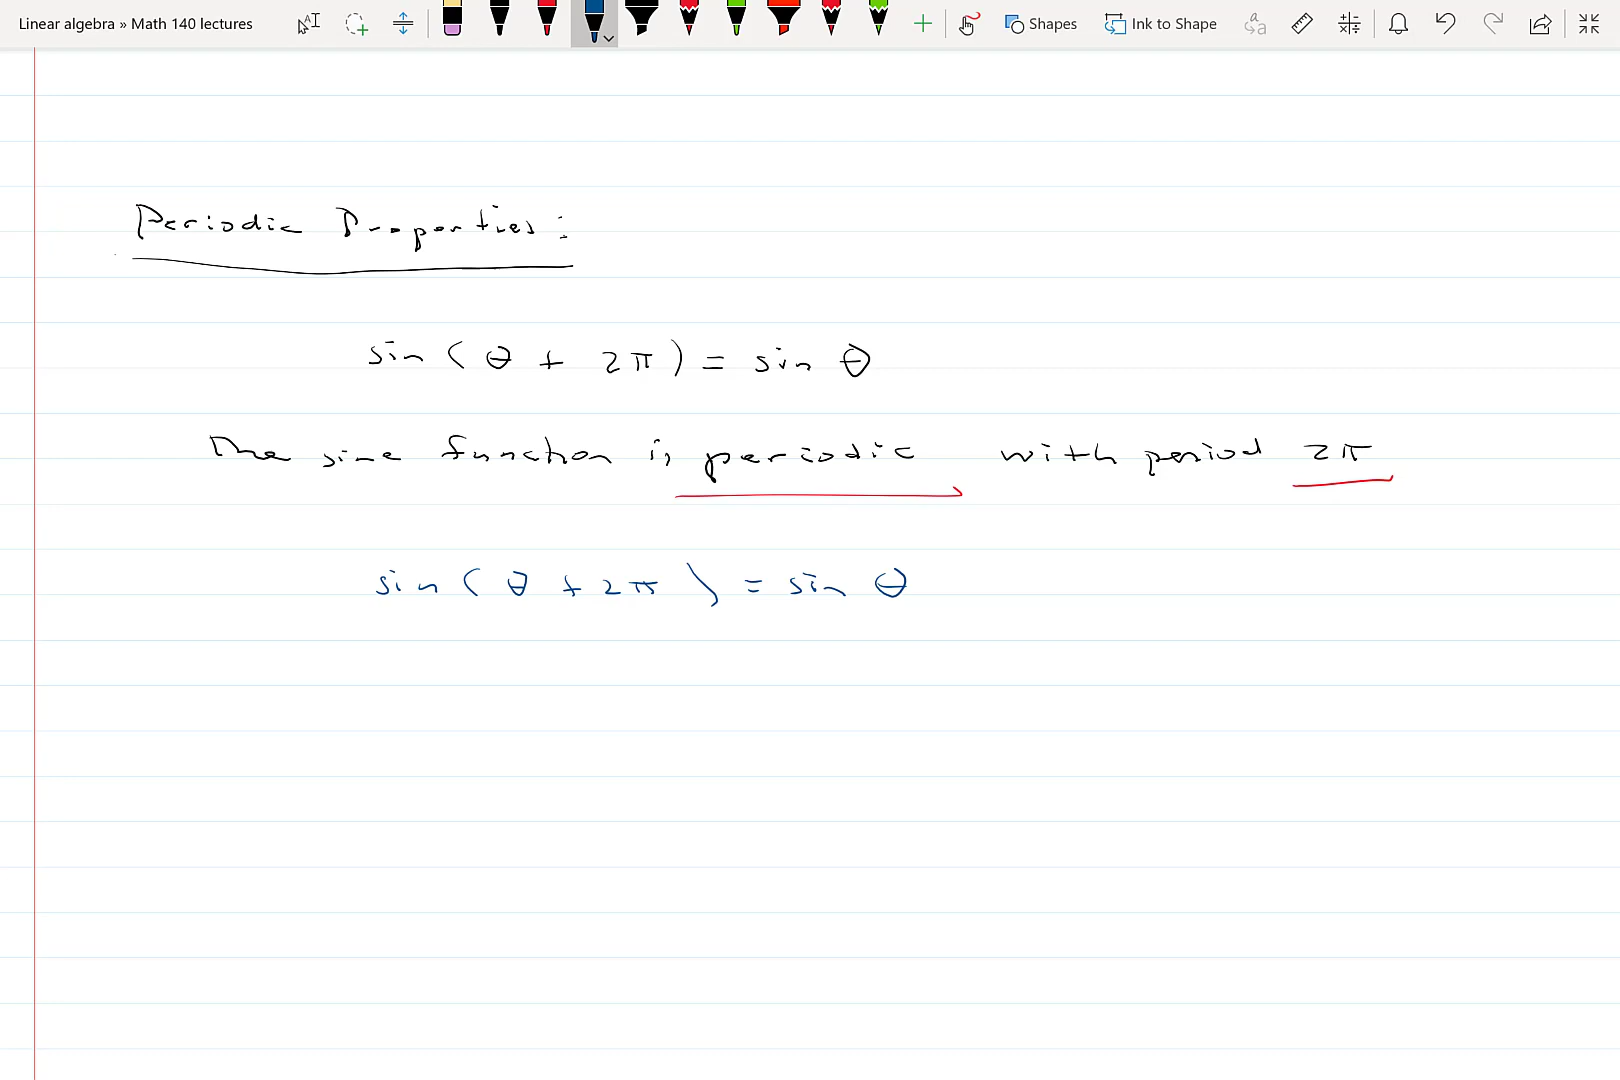 Linear algebra » Math 140 lectures
Shapes
Ink to Shape
Periodic Properties:
sin(θ + 2π) = sin θ
The sine function is periodic with period 2π
sin(θ + 2π) = sin θ